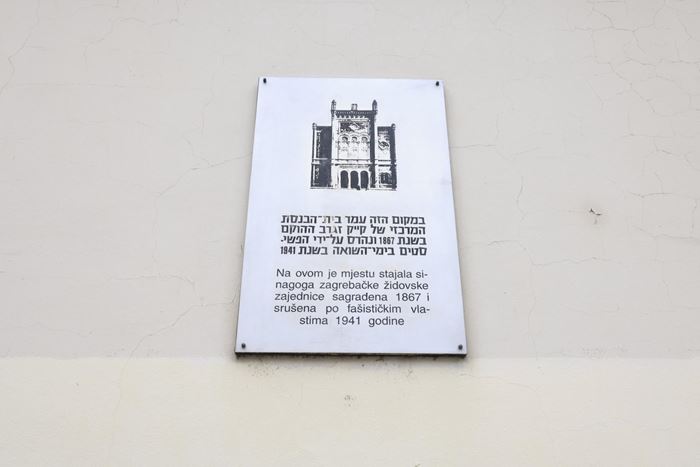 במקום הזה עמד בית־הכנסת
המרכזי של ק״ק זגרב ההוקם
בשנת 1867 ונהרס על־ידי הפשי־
סטים בימי־השואה בשנת 1941
Na ovom je mjestu stajala si-
nagoga zagrebačke židovske
zajednice sagrađena 1867 i
srušena po fašističkim vla-
stima 1941 godine